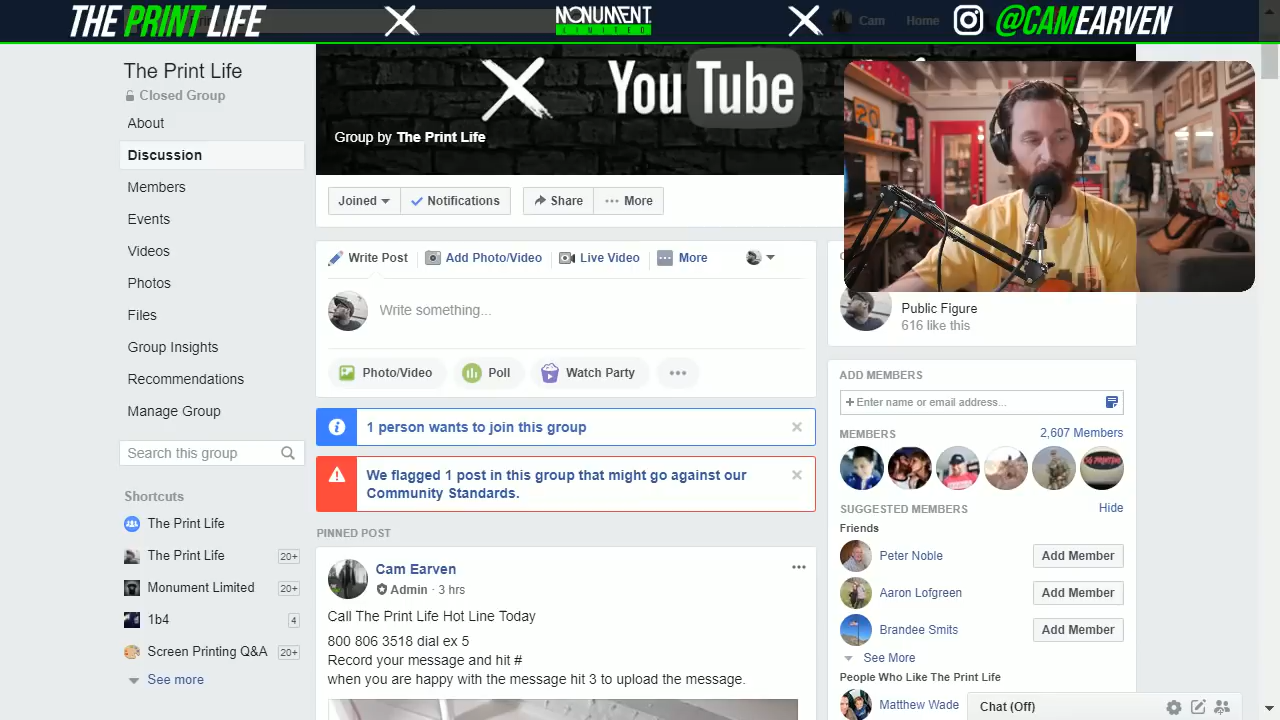 THE PRINT LIFE
MONUMENT
LIMITED
@CAMEARVEN
Cam
Home
The Print Life
Closed Group
About
Discussion
Members
Events
Videos
Photos
Files
Group Insights
Recommendations
Manage Group
Search this group
Shortcuts
The Print Life
The Print Life 20+
Monument Limited 20+
1b4 4
Screen Printing Q&A 20+
See more
X YouTube
Group by The Print Life
Joined
Notifications
Share
More
Write Post
Add Photo/Video
Live Video
More
Write something...
Photo/Video
Poll
Watch Party
1 person wants to join this group
We flagged 1 post in this group that might go against our
Community Standards.
PINNED POST
Cam Earven
Admin · 3 hrs
Call The Print Life Hot Line Today
800 806 3518 dial ex 5
Record your message and hit #
when you are happy with the message hit 3 to upload the message.
Public Figure
616 like this
ADD MEMBERS
+ Enter name or email address...
MEMBERS 2,607 Members
SUGGESTED MEMBERS Hide
Friends
Peter Noble Add Member
Aaron Lofgreen Add Member
Brandee Smits Add Member
See More
People Who Like The Print Life
Matthew Wade
Chat (Off)